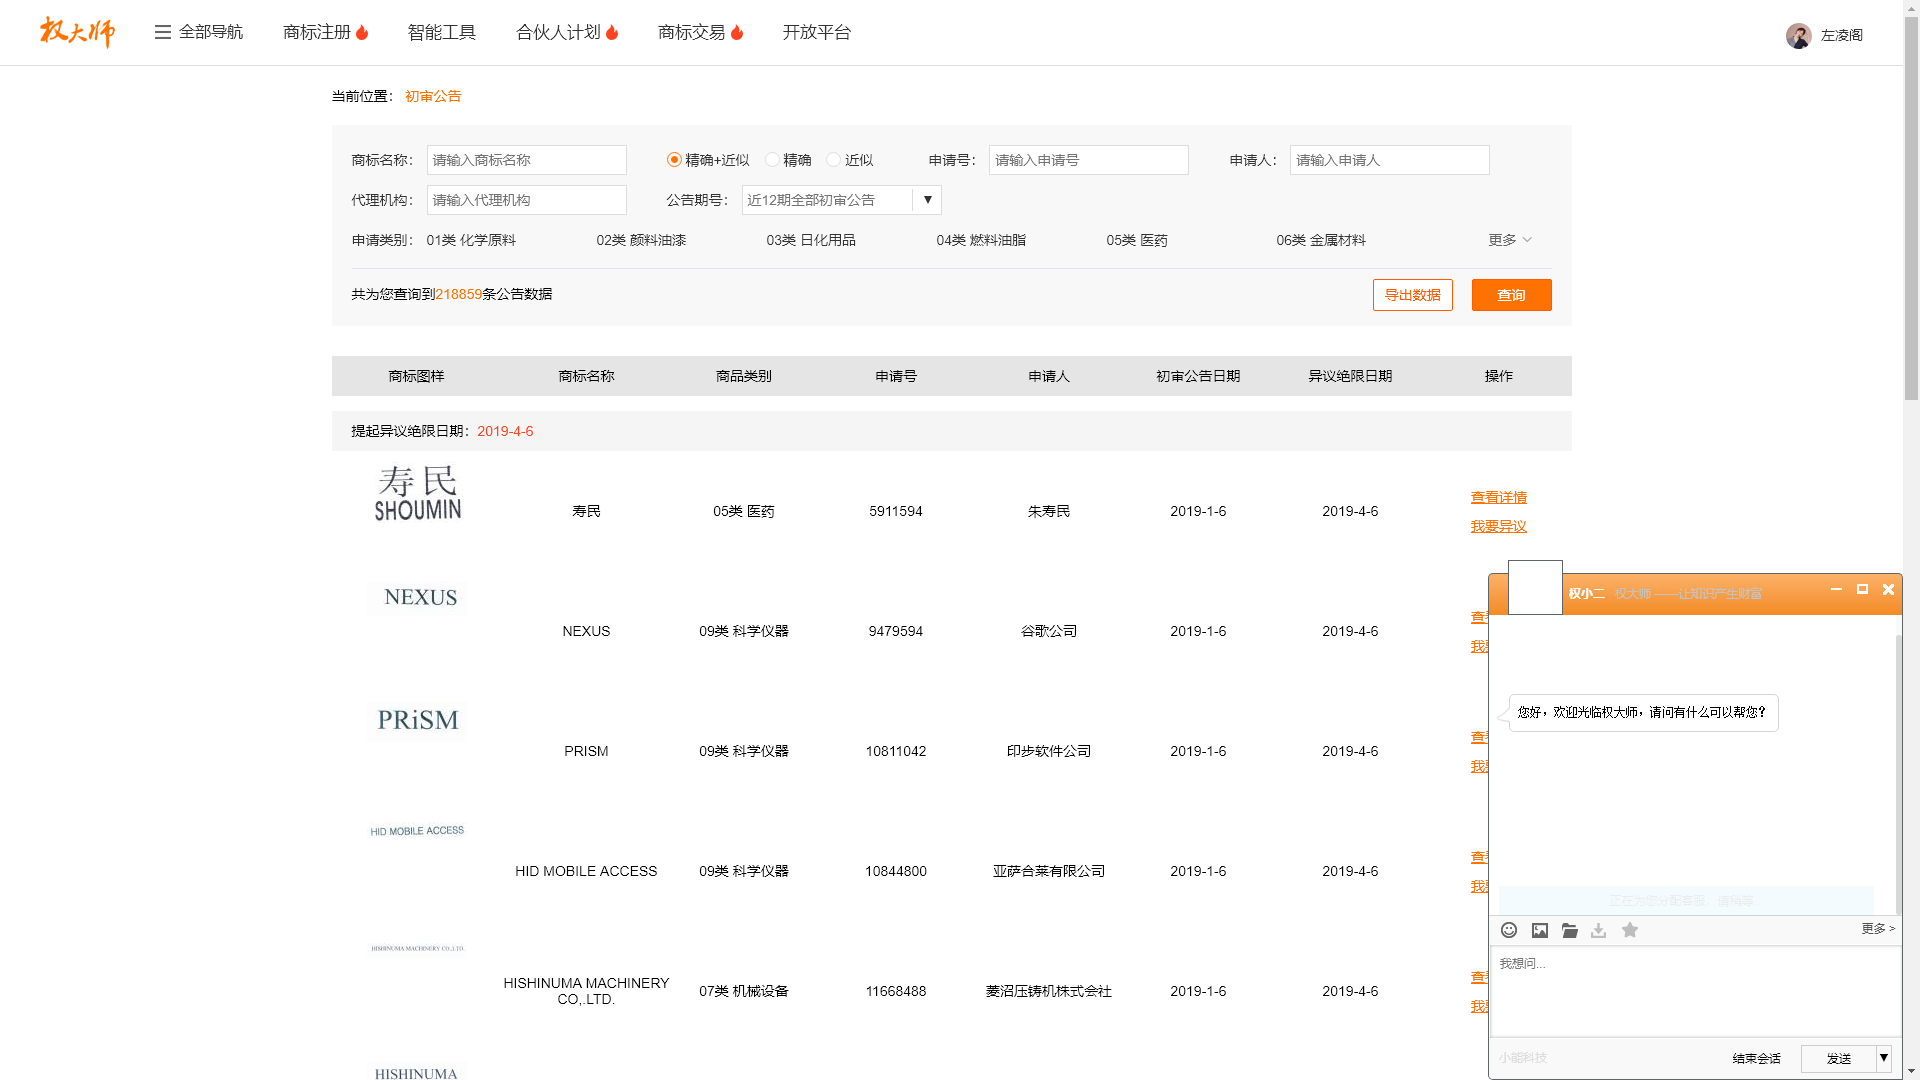 权大师 全部导航 商标注册 智能工具 合伙人计划 商标交易 开放平台 左凌阁
当前位置： 初审公告
商标名称： 请输入商标名称 精确+近似 精确 近似 申请号： 请输入申请号 申请人： 请输入申请人
代理机构： 请输入代理机构 公告期号： 近12期全部初审公告
申请类别： 01类 化学原料 02类 颜料油漆 03类 日化用品 04类 燃料油脂 05类 医药 06类 金属材料 更多
共为您查询到218859条公告数据 导出数据 查询
商标图样 商标名称 商品类别 申请号 申请人 初审公告日期 异议绝限日期 操作
提起异议绝限日期：2019-4-6
寿民
SHOUMIN
寿民 05类 医药 5911594 朱寿民 2019-1-6 2019-4-6 查看详情
我要异议
NEXUS
NEXUS 09类 科学仪器 9479594 谷歌公司 2019-1-6 2019-4-6
PRiSM
PRISM 09类 科学仪器 10811042 印步软件公司 2019-1-6 2019-4-6
HID MOBILE ACCESS
HID MOBILE ACCESS 09类 科学仪器 10844800 亚萨合莱有限公司 2019-1-6 2019-4-6
HISHINUMA MACHINERY CO.,LTD.
HISHINUMA MACHINERY
CO,.LTD. 07类 机械设备 11668488 菱沼压铸机株式会社 2019-1-6 2019-4-6
HISHINUMA
权小二 权大师 ——让知识产生财富
您好，欢迎光临权大师，请问有什么可以帮您？
正在为您分配客服，请稍等
更多 >
我想问...
小能科技 结束会话 发送